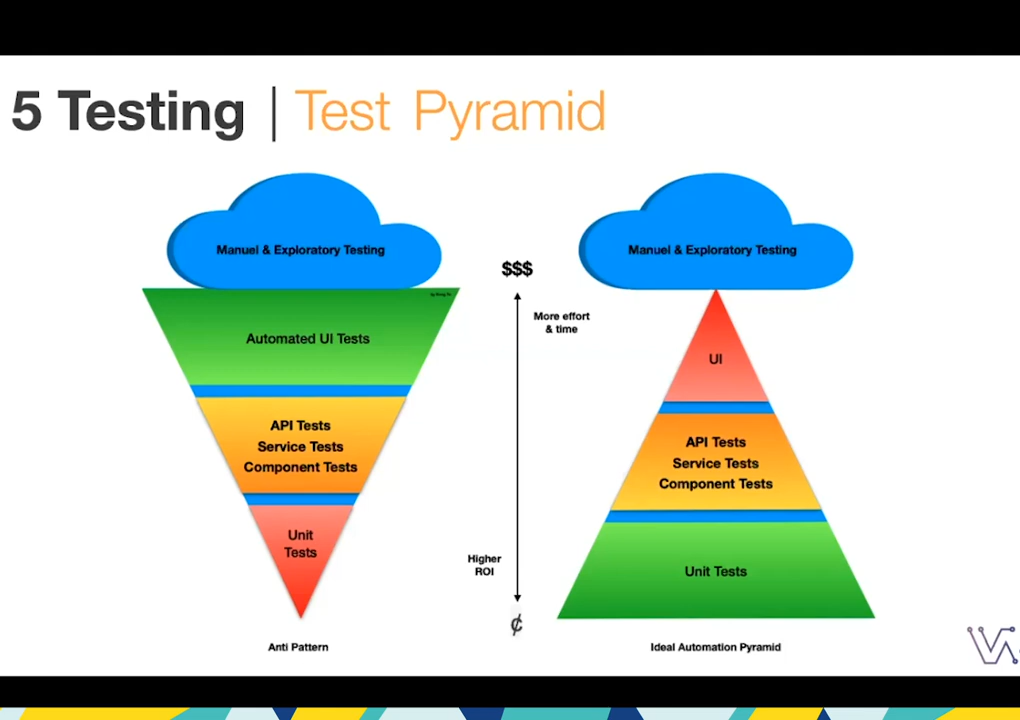 5 Testing | Test Pyramid
Manuel & Exploratory Testing
Automated UI Tests
API Tests
Service Tests
Component Tests
Unit
Tests
Anti Pattern
$$$
More effort
& time
Higher
ROI
¢
Manuel & Exploratory Testing
UI
API Tests
Service Tests
Component Tests
Unit Tests
Ideal Automation Pyramid